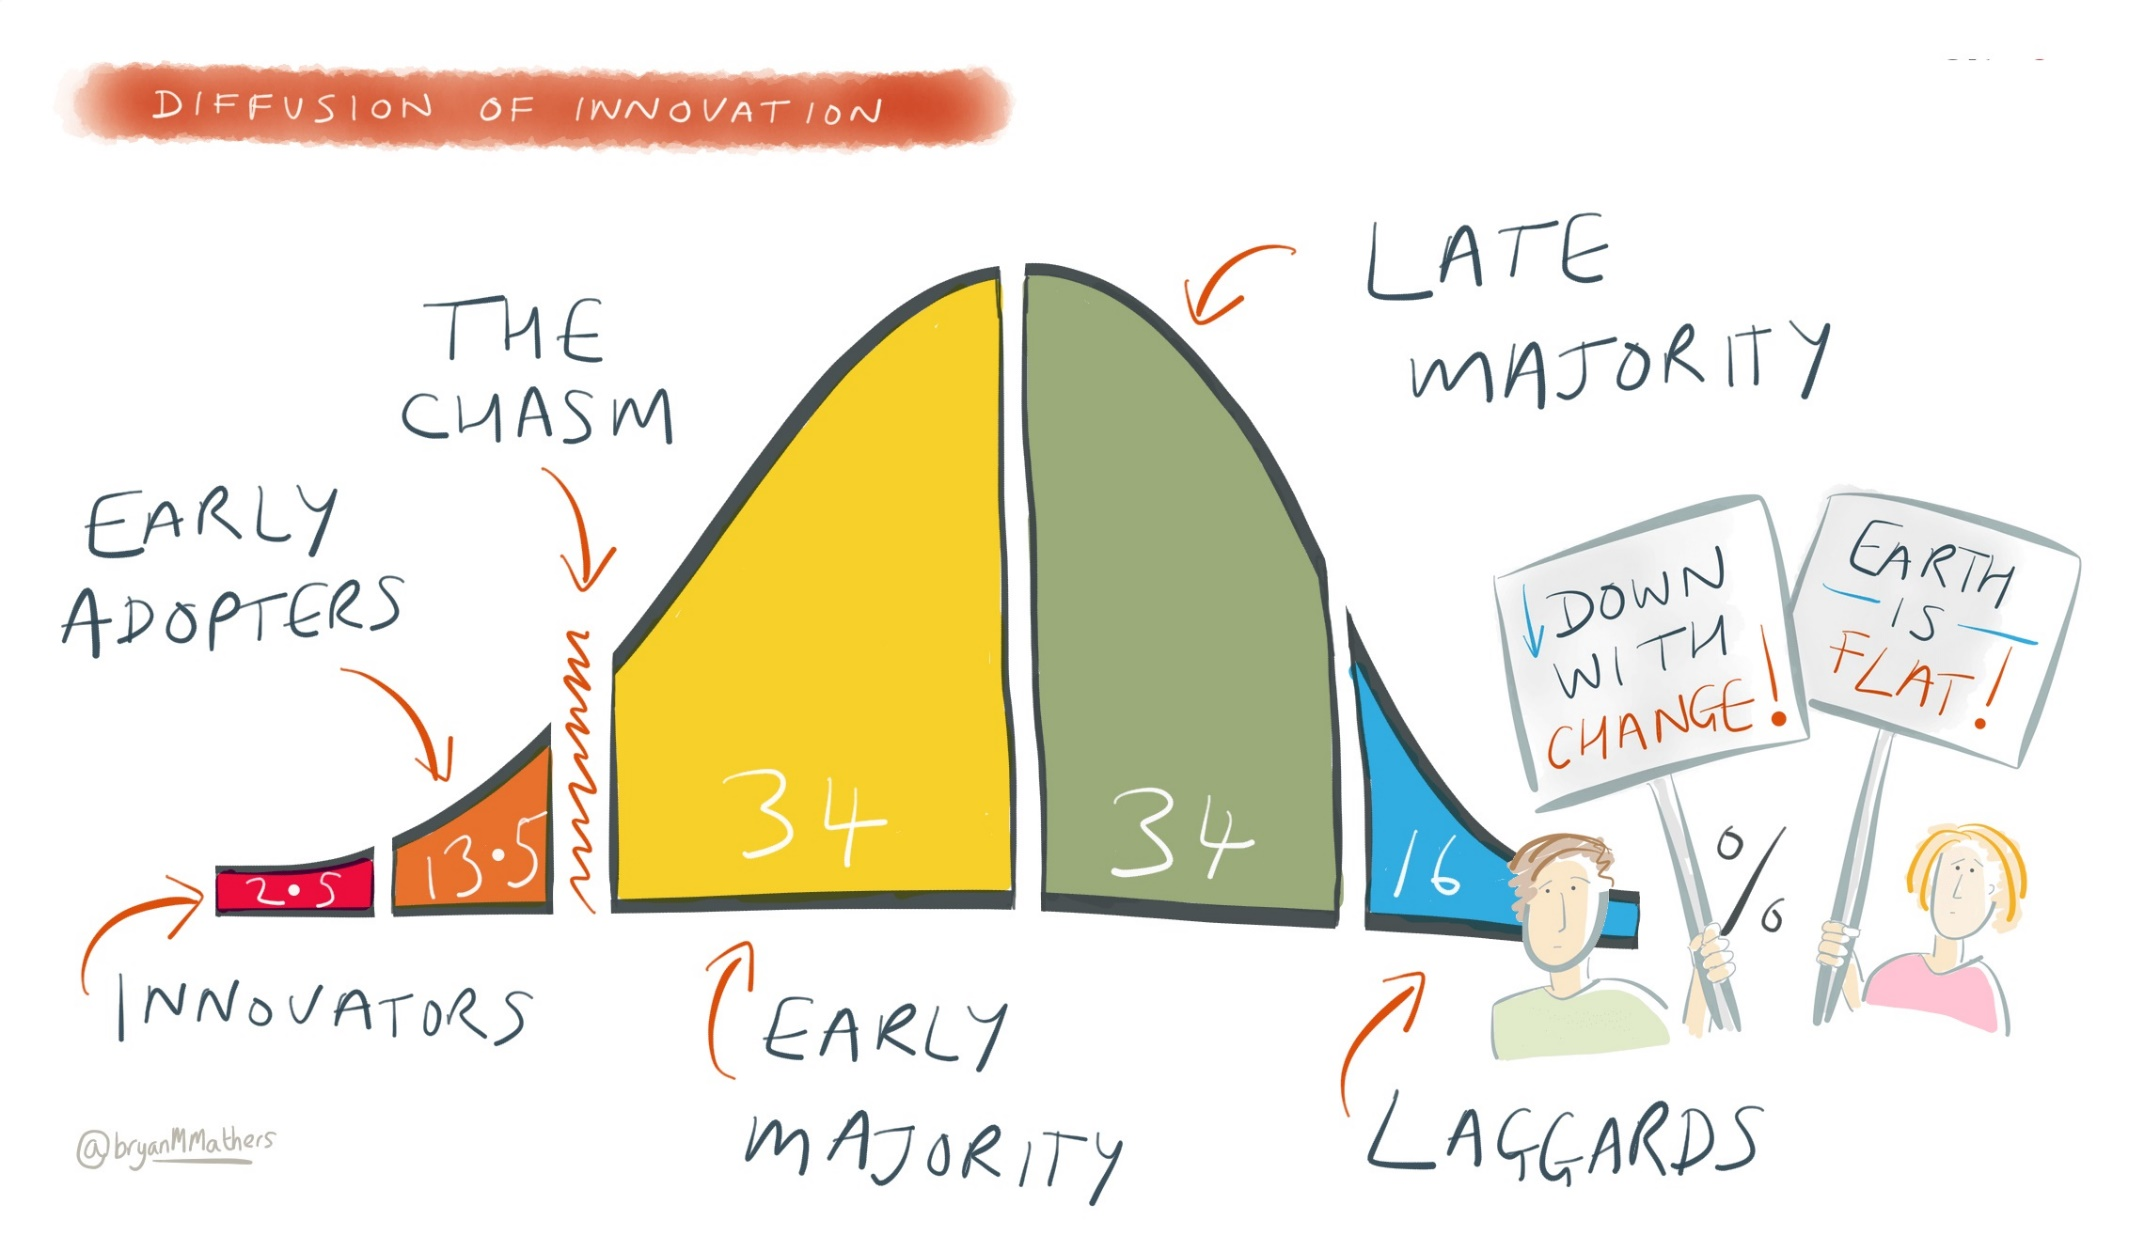 DIFFUSION OF INNOVATION
LATE
MAJORITY
THE
CHASM
EARLY
ADOPTERS
DOWN
WITH
CHANGE!
EARTH
IS
FLAT!
2.5
13.5
34
34
16
%
INNOVATORS
EARLY
MAJORITY
LAGGARDS
@bryanMMathers